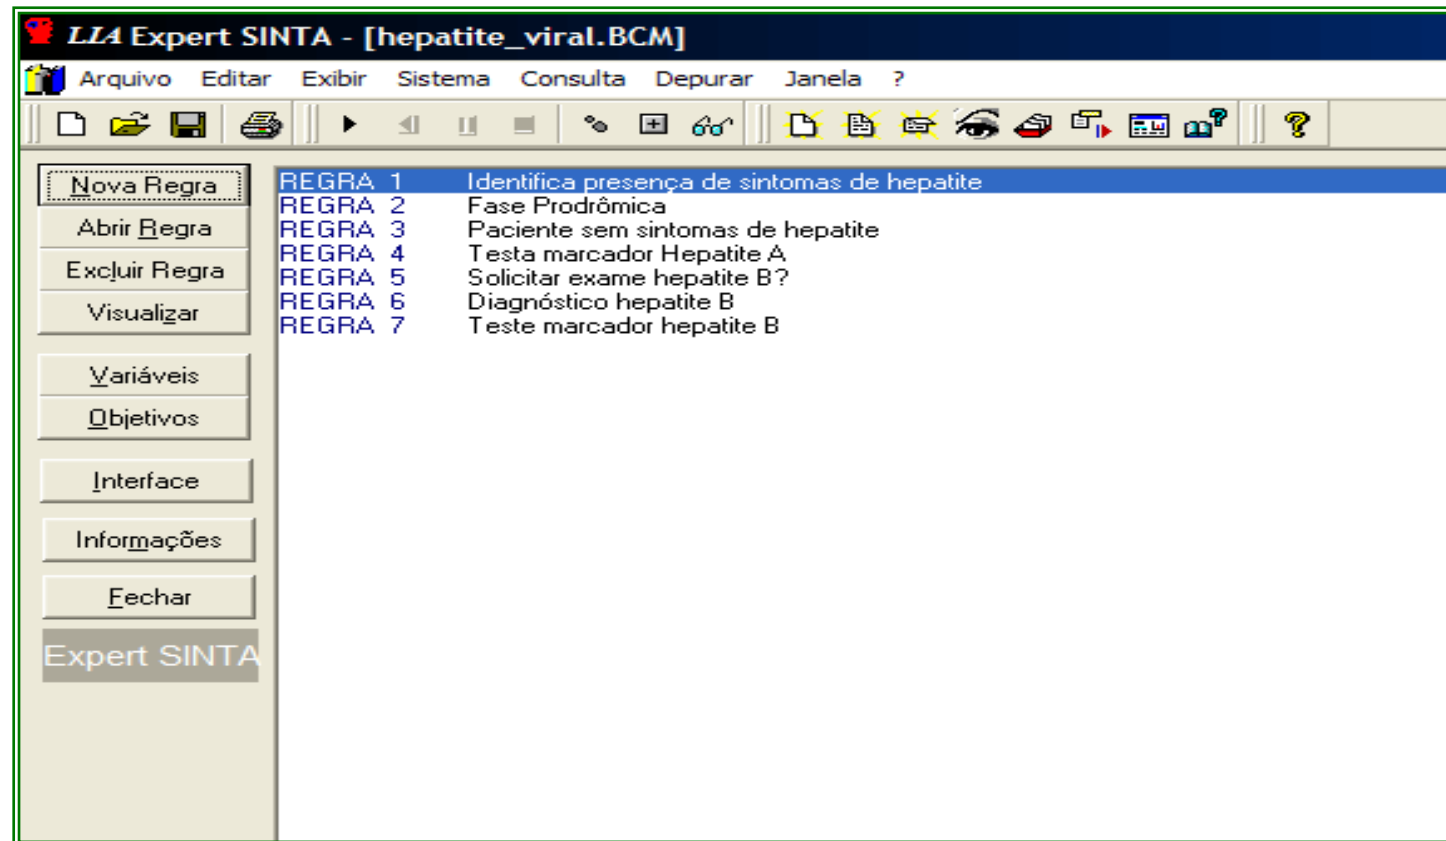 LIA Expert SINTA - [hepatite_viral.BCM]
Arquivo Editar Exibir Sistema Consulta Depurar Janela ?
Nova Regra
Abrir Regra
Excluir Regra
Visualizar
Variáveis
Objetivos
Interface
Informações
Fechar
Expert SINTA
REGRA 1 Identifica presença de sintomas de hepatite
REGRA 2 Fase Prodrômica
REGRA 3 Paciente sem sintomas de hepatite
REGRA 4 Testa marcador Hepatite A
REGRA 5 Solicitar exame hepatite B?
REGRA 6 Diagnóstico hepatite B
REGRA 7 Teste marcador hepatite B